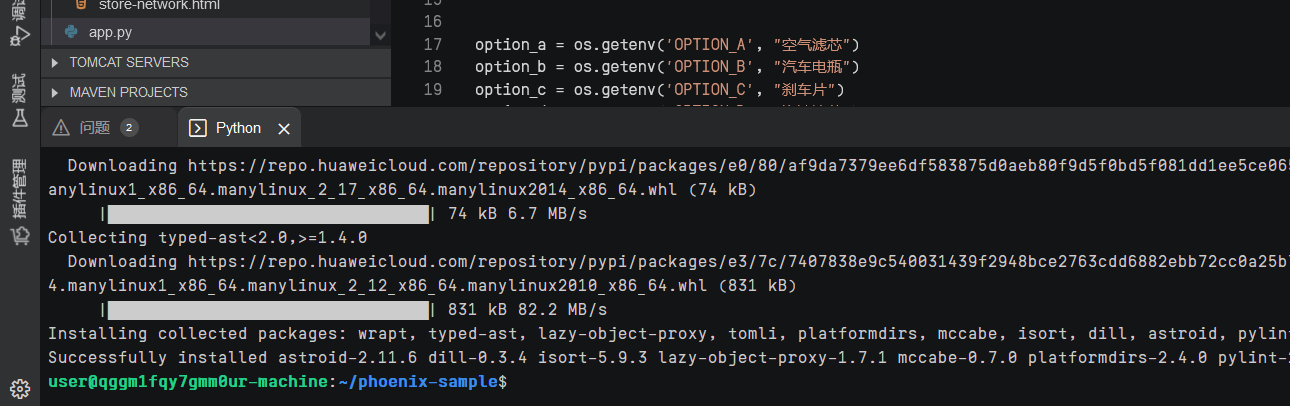 调试
测试
插件管理
store-network.html
app.py
TOMCAT SERVERS
MAVEN PROJECTS
16
17 option_a = os.getenv('OPTION_A', "空气滤芯")
18 option_b = os.getenv('OPTION_B', "汽车电瓶")
19 option_c = os.getenv('OPTION_C', "刹车片")
问题 2
Python
Downloading https://repo.huaweicloud.com/repository/pypi/packages/e0/80/af9da7379ee6df583875d0aeb80f9d5f0bd5f081dd1ee5ce065
anylinux1_x86_64.manylinux_2_17_x86_64.manylinux2014_x86_64.whl (74 kB)
|████████████████████████████████| 74 kB 6.7 MB/s
Collecting typed-ast<2.0,>=1.4.0
Downloading https://repo.huaweicloud.com/repository/pypi/packages/e3/7c/7407838e9c540031439f2948bce2763cdd6882ebb72cc0a25b7
4.manylinux1_x86_64.manylinux_2_12_x86_64.manylinux2010_x86_64.whl (831 kB)
|████████████████████████████████| 831 kB 82.2 MB/s
Installing collected packages: wrapt, typed-ast, lazy-object-proxy, tomli, platformdirs, mccabe, isort, dill, astroid, pylint
Successfully installed astroid-2.11.6 dill-0.3.4 isort-5.9.3 lazy-object-proxy-1.7.1 mccabe-0.7.0 platformdirs-2.4.0 pylint-
user@qggm1fqy7gmm0ur-machine:~/phoenix-sample$